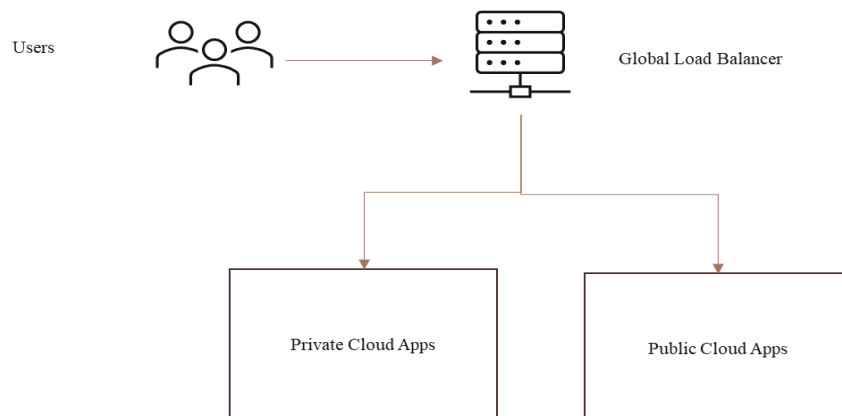 Users
Global Load Balancer
Private Cloud Apps
Public Cloud Apps